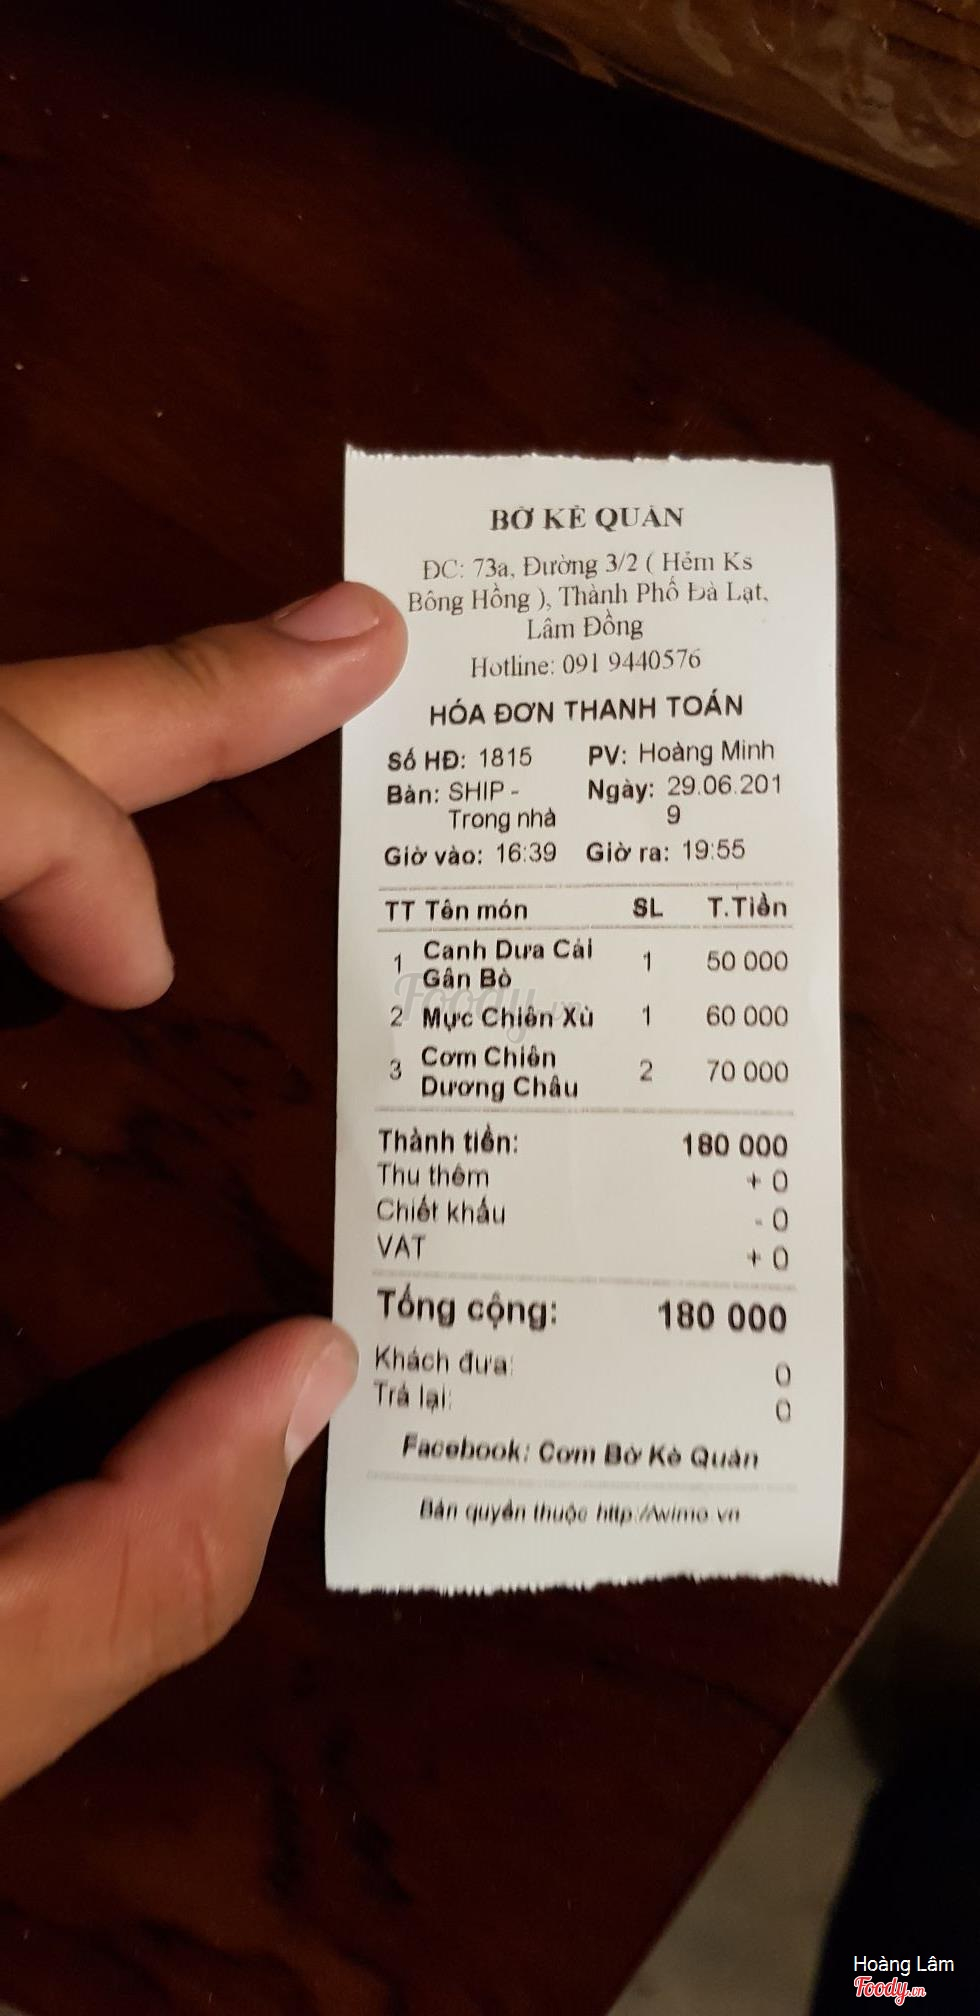 BỜ KÈ QUÁN
ĐC: 73a, Đường 3/2 ( Hẻm Ks
Bông Hồng ), Thành Phố Đà Lạt,
Lâm Đồng
Hotline: 091 9440576
HÓA ĐƠN THANH TOÁN
Số HĐ: 1815 PV: Hoàng Minh
Bàn: SHIP - Ngày: 29.06.201
Trong nhà 9
Giờ vào: 16:39 Giờ ra: 19:55
TT Tên món SL T.Tiền
1 Canh Dưa Cải 1 50 000
Gân Bò
2 Mực Chiên Xù 1 60 000
3 Cơm Chiên 2 70 000
Dương Châu
Thành tiền: 180 000
Thu thêm + 0
Chiết khấu - 0
VAT + 0
Tổng cộng: 180 000
Khách đưa: 0
Trả lại: 0
Facebook: Cơm Bờ Kè Quán
Bản quyền thuộc http://wimo.vn
Foody.vn
Hoàng Lâm
Foody.vn